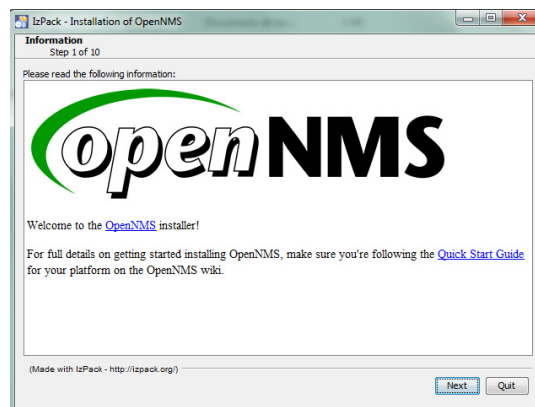 IzPack - Installation of OpenNMS
Information
Step 1 of 10
Please read the following information:
openNMS
Welcome to the OpenNMS installer!
For full details on getting started installing OpenNMS, make sure you're following the Quick Start Guide
for your platform on the OpenNMS wiki.
(Made with IzPack - http://izpack.org/)
Next Quit